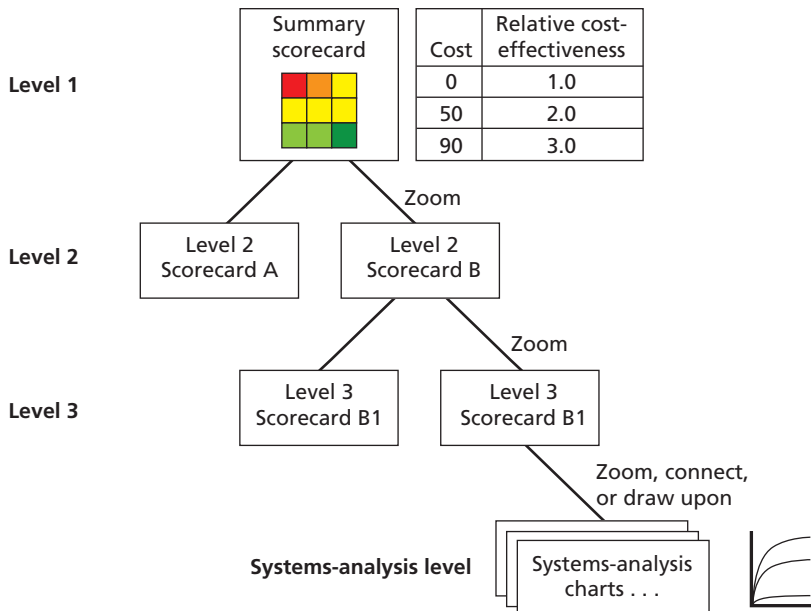 Summary
scorecard
Cost
Relative cost-
effectiveness
0 1.0
50 2.0
90 3.0
Level 1
Zoom
Level 2
Level 2
Scorecard A
Level 2
Scorecard B
Zoom
Level 3
Level 3
Scorecard B1
Level 3
Scorecard B1
Zoom, connect,
or draw upon
Systems-analysis level
Systems-analysis
charts . . .